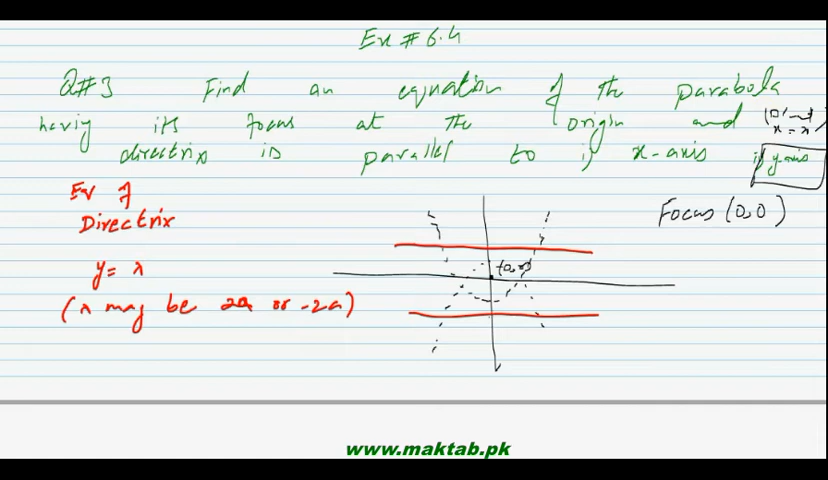 Ex # 6.4
Q#3 Find an equation of the parabola
having its focus at the origin and
directrix is parallel to i) x-axis ii) y-axis
Eq of
Directrix
Focus (0,0)
y = λ
(0,0)
(λ may be 2a or -2a)
www.maktab.pk